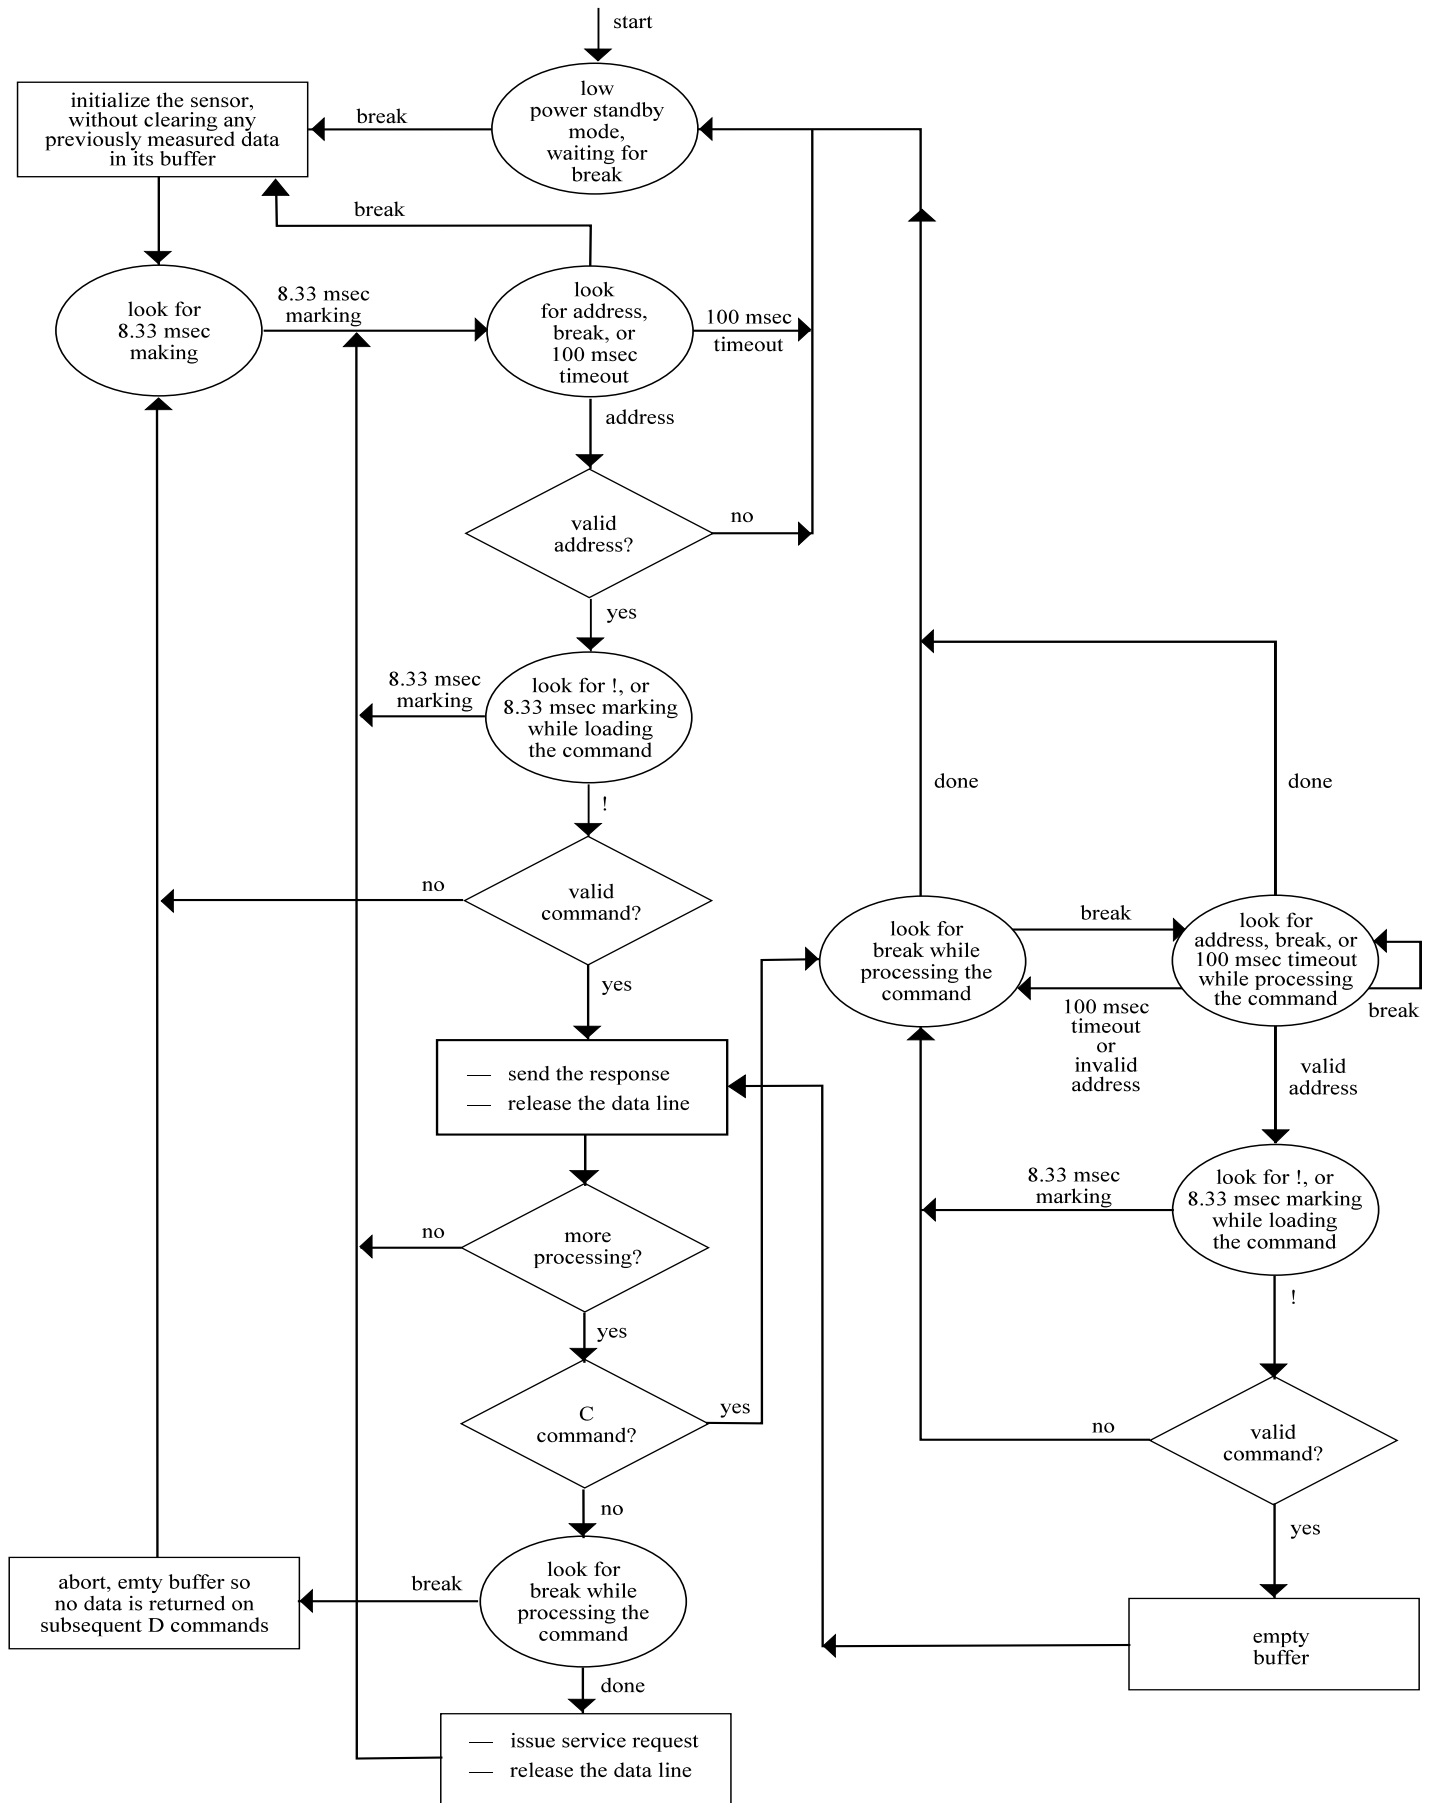 start
low
power standby
mode,
waiting for
break
initialize the sensor,
without clearing any
previously measured data
in its buffer
break
break
look for
8.33 msec
making
8.33 msec
marking
look
for address,
break, or
100 msec
timeout
100 msec
timeout
address
valid
address?
no
yes
8.33 msec
marking
look for !, or
8.33 msec marking
while loading
the command
!
no
valid
command?
yes
— send the response
— release the data line
no
more
processing?
yes
C
command?
yes
no
look for
break while
processing the
command
break
abort, emty buffer so
no data is returned on
subsequent D commands
done
— issue service request
— release the data line
done
done
look for
break while
processing the
command
break
look for
address, break, or
100 msec timeout
while processing
the command
break
100 msec
timeout
or
invalid
address
valid
address
8.33 msec
marking
look for !, or
8.33 msec marking
while loading
the command
!
no
valid
command?
yes
empty
buffer